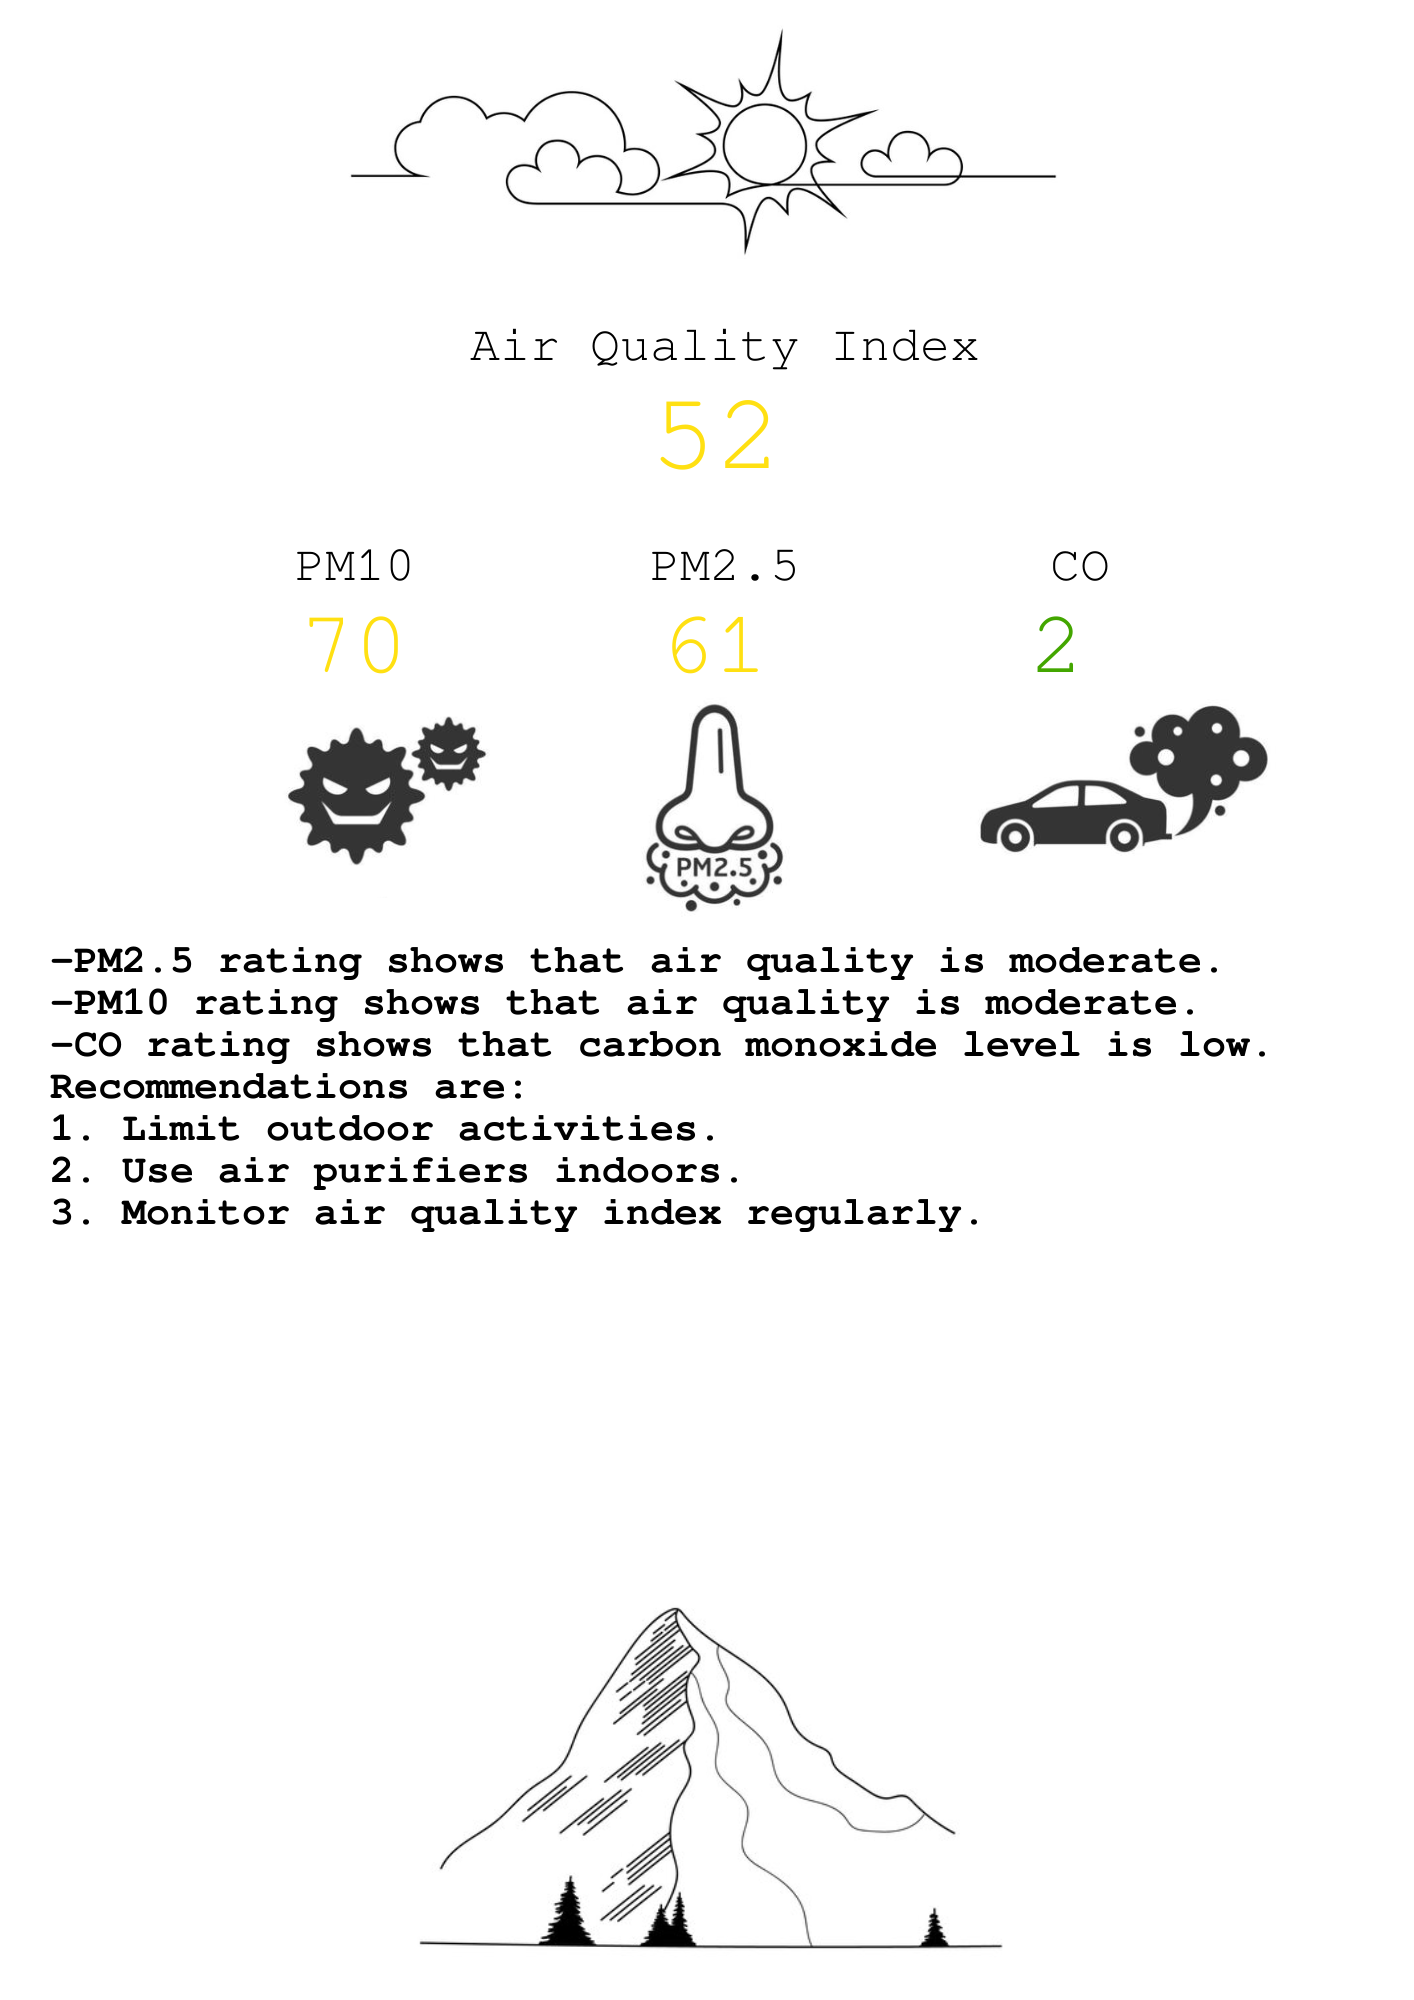 Air Quality Index
52
PM10 PM2.5 CO
70 61 2
PM2.5
-PM2.5 rating shows that air quality is moderate.
-PM10 rating shows that air quality is moderate.
-CO rating shows that carbon monoxide level is low.
Recommendations are:
1. Limit outdoor activities.
2. Use air purifiers indoors.
3. Monitor air quality index regularly.